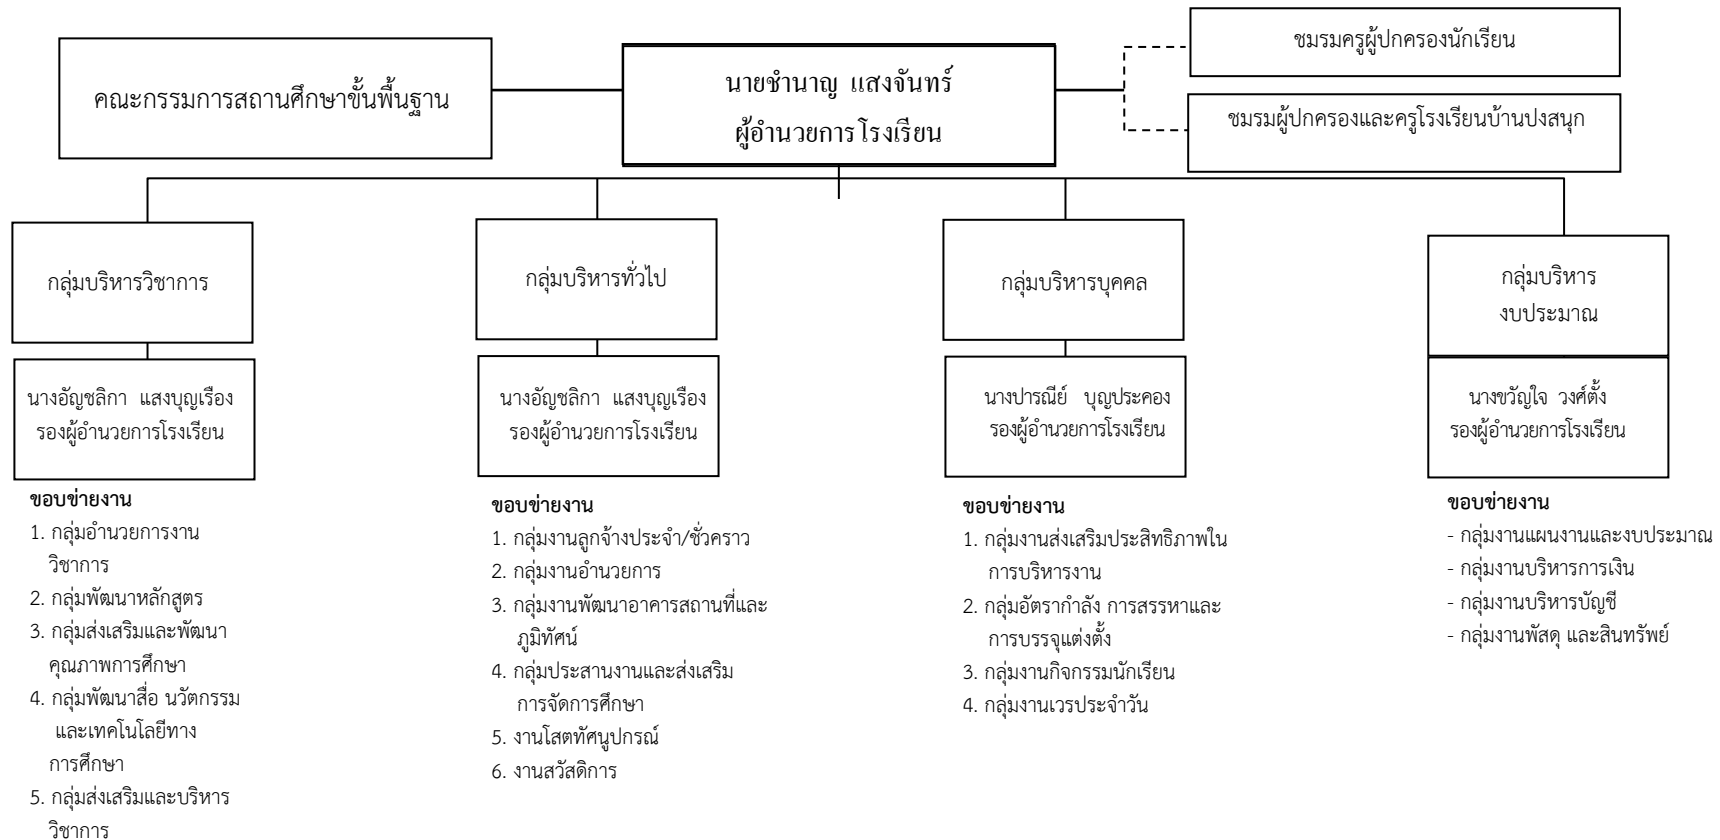 คณะกรรมการสถานศึกษาขั้นพื้นฐาน
นายชำนาญ แสงจันทร์
ผู้อำนวยการโรงเรียน
ชมรมครูผู้ปกครองนักเรียน
ชมรมผู้ปกครองและครูโรงเรียนบ้านปงสนุก
กลุ่มบริหารวิชาการ
นางอัญชลิกา แสงบุญเรือง
รองผู้อำนวยการโรงเรียน
ขอบข่ายงาน
1. กลุ่มอำนวยการงาน
วิชาการ
2. กลุ่มพัฒนาหลักสูตร
3. กลุ่มส่งเสริมและพัฒนา
คุณภาพการศึกษา
4. กลุ่มพัฒนาสื่อ นวัตกรรม
และเทคโนโลยีทาง
การศึกษา
5. กลุ่มส่งเสริมและบริหาร
วิชาการ
กลุ่มบริหารทั่วไป
นางอัญชลิกา แสงบุญเรือง
รองผู้อำนวยการโรงเรียน
ขอบข่ายงาน
1. กลุ่มงานลูกจ้างประจำ/ชั่วคราว
2. กลุ่มงานอำนวยการ
3. กลุ่มงานพัฒนาอาคารสถานที่และ
ภูมิทัศน์
4. กลุ่มประสานงานและส่งเสริม
การจัดการศึกษา
5. งานโสตทัศนูปกรณ์
6. งานสวัสดิการ
กลุ่มบริหารบุคคล
นางปารณีย์ บุญประคอง
รองผู้อำนวยการโรงเรียน
ขอบข่ายงาน
1. กลุ่มงานส่งเสริมประสิทธิภาพใน
การบริหารงาน
2. กลุ่มอัตรากำลัง การสรรหาและ
การบรรจุแต่งตั้ง
3. กลุ่มงานกิจกรรมนักเรียน
4. กลุ่มงานเวรประจำวัน
กลุ่มบริหาร
งบประมาณ
นางขวัญใจ วงศ์ตั้ง
รองผู้อำนวยการโรงเรียน
ขอบข่ายงาน
- กลุ่มงานแผนงานและงบประมาณ
- กลุ่มงานบริหารการเงิน
- กลุ่มงานบริหารบัญชี
- กลุ่มงานพัสดุ และสินทรัพย์